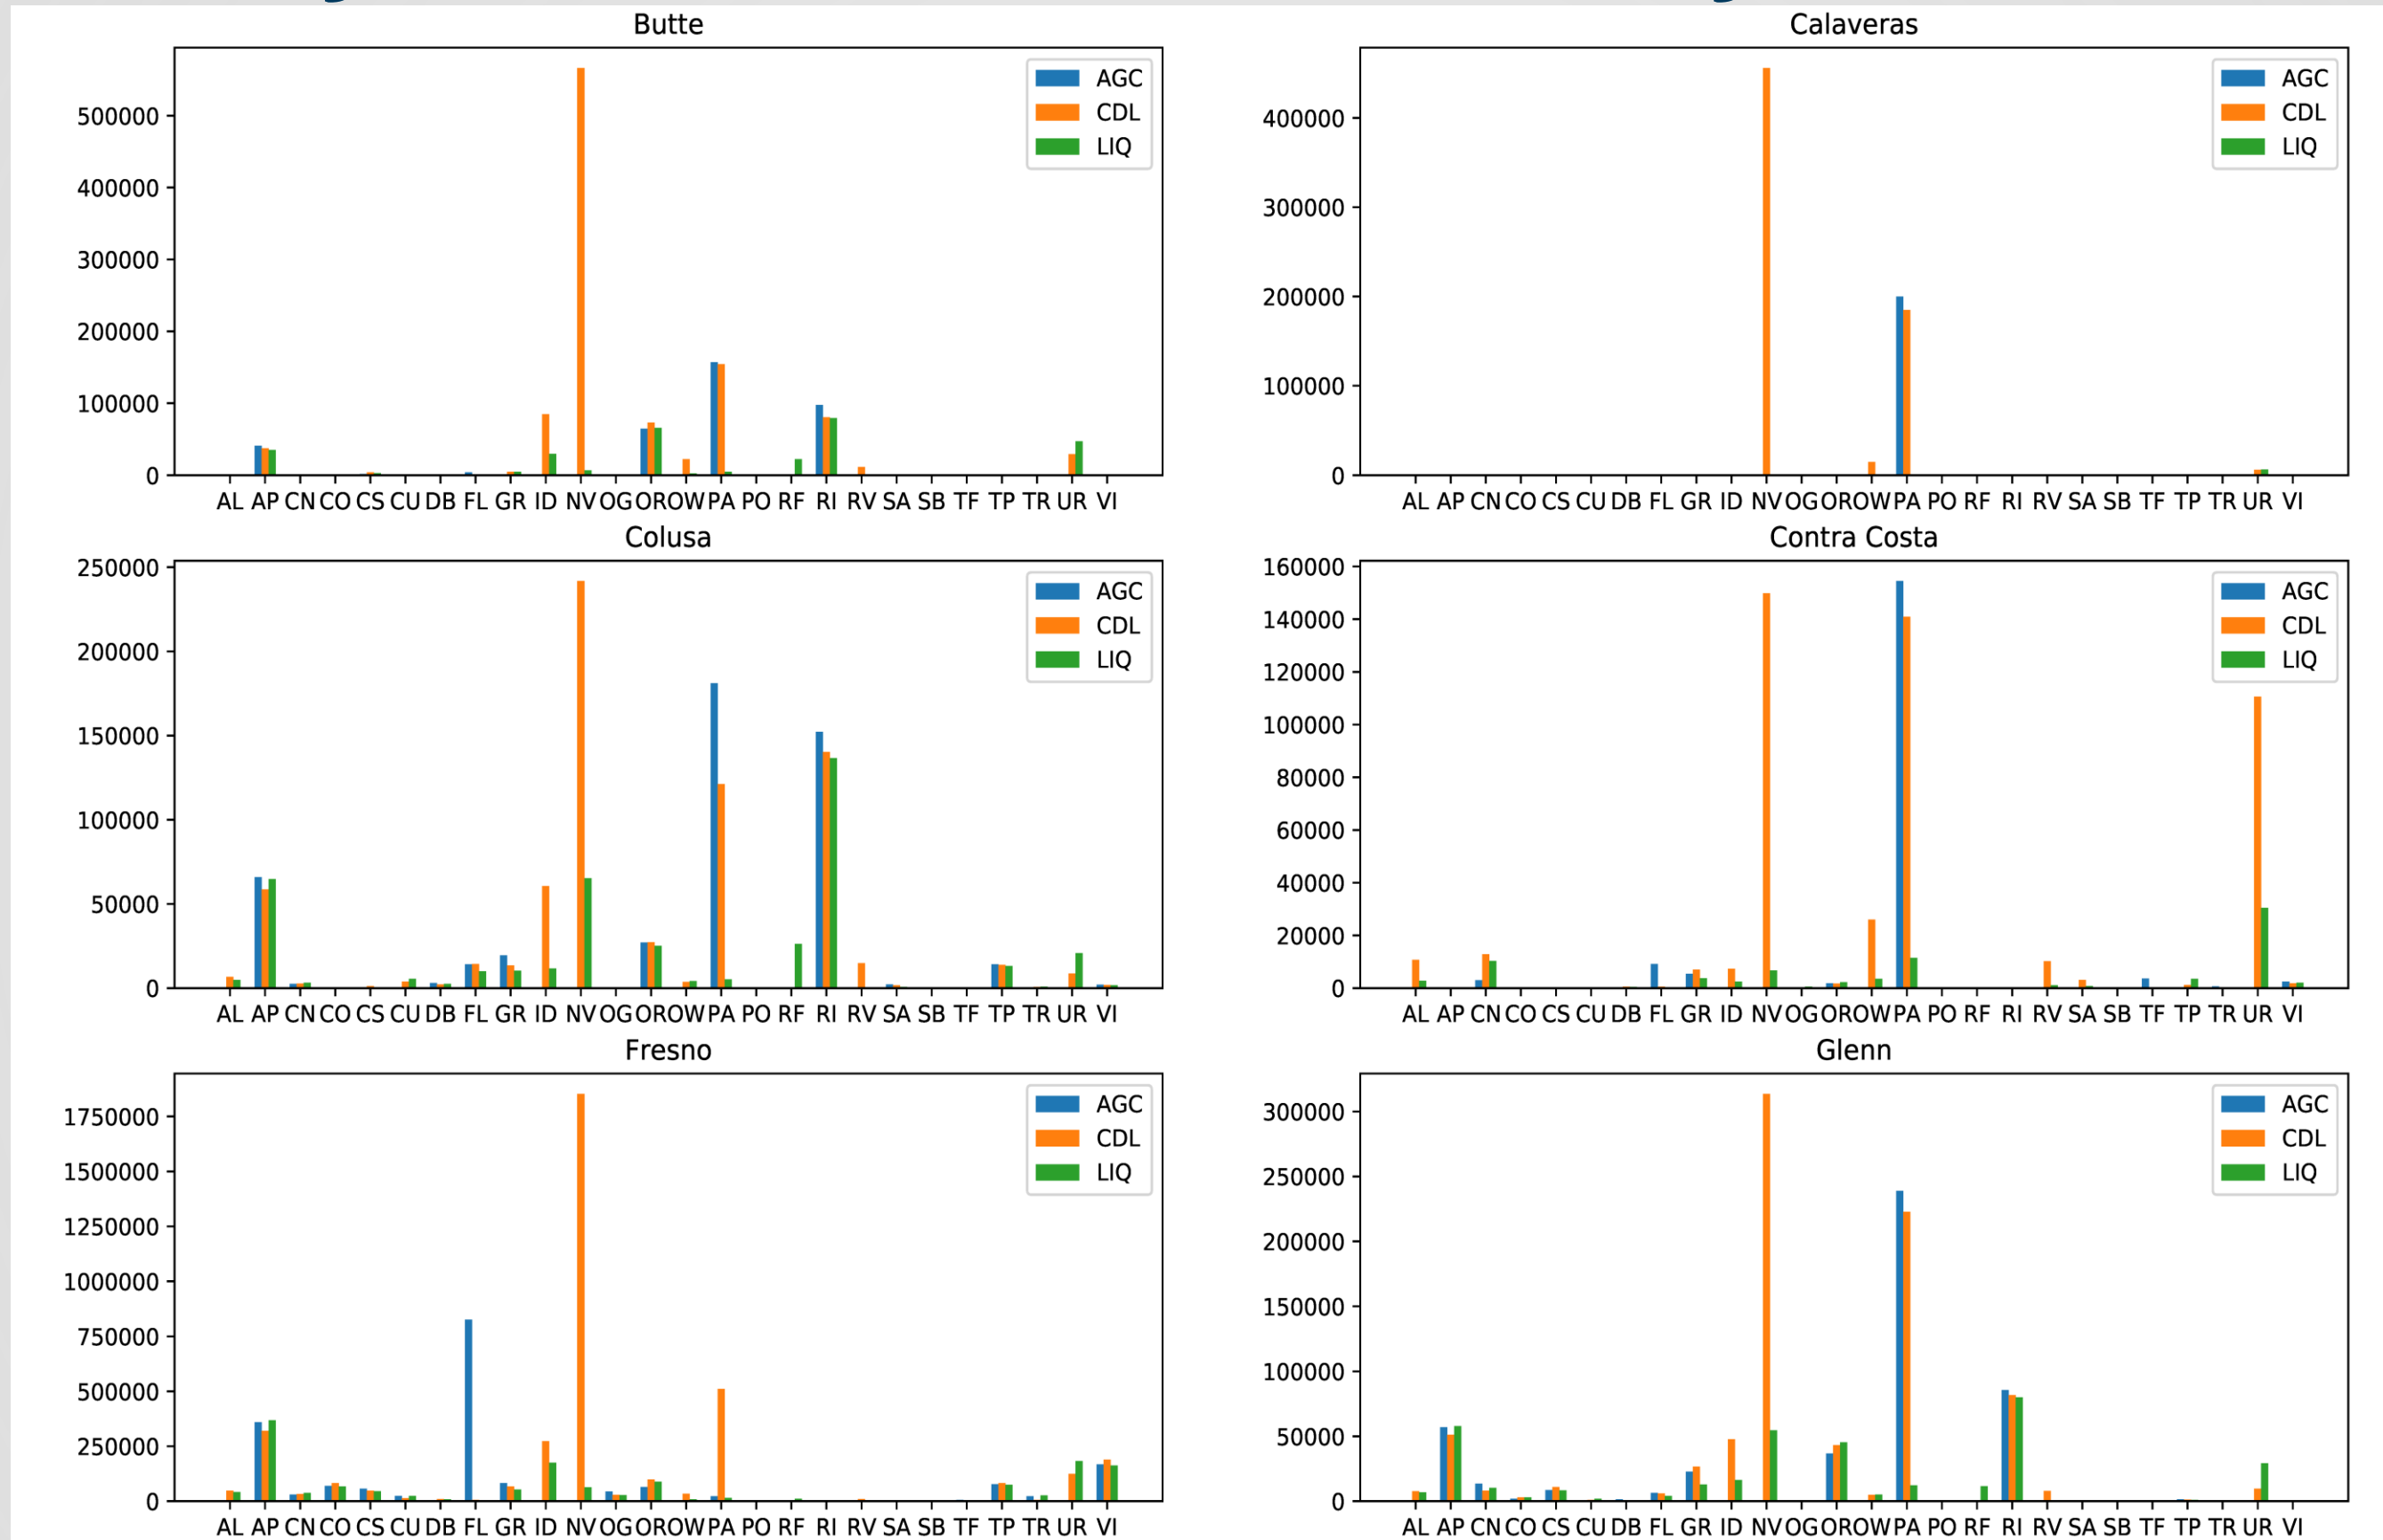 Butte
500000
400000
300000
200000
100000
0
AGC
CDL
LIQ
AL AP CN CO CS CU DB FL GR ID NV OG OR OW PA PO RF RI RV SA SB TF TP TR UR VI
Calaveras
400000
300000
200000
100000
0
AGC
CDL
LIQ
AL AP CN CO CS CU DB FL GR ID NV OG OR OW PA PO RF RI RV SA SB TF TP TR UR VI
Colusa
250000
200000
150000
100000
50000
0
AGC
CDL
LIQ
AL AP CN CO CS CU DB FL GR ID NV OG OR OW PA PO RF RI RV SA SB TF TP TR UR VI
Contra Costa
160000
140000
120000
100000
80000
60000
40000
20000
0
AGC
CDL
LIQ
AL AP CN CO CS CU DB FL GR ID NV OG OR OW PA PO RF RI RV SA SB TF TP TR UR VI
Fresno
1750000
1500000
1250000
1000000
750000
500000
250000
0
AGC
CDL
LIQ
AL AP CN CO CS CU DB FL GR ID NV OG OR OW PA PO RF RI RV SA SB TF TP TR UR VI
Glenn
300000
250000
200000
150000
100000
50000
0
AGC
CDL
LIQ
AL AP CN CO CS CU DB FL GR ID NV OG OR OW PA PO RF RI RV SA SB TF TP TR UR VI